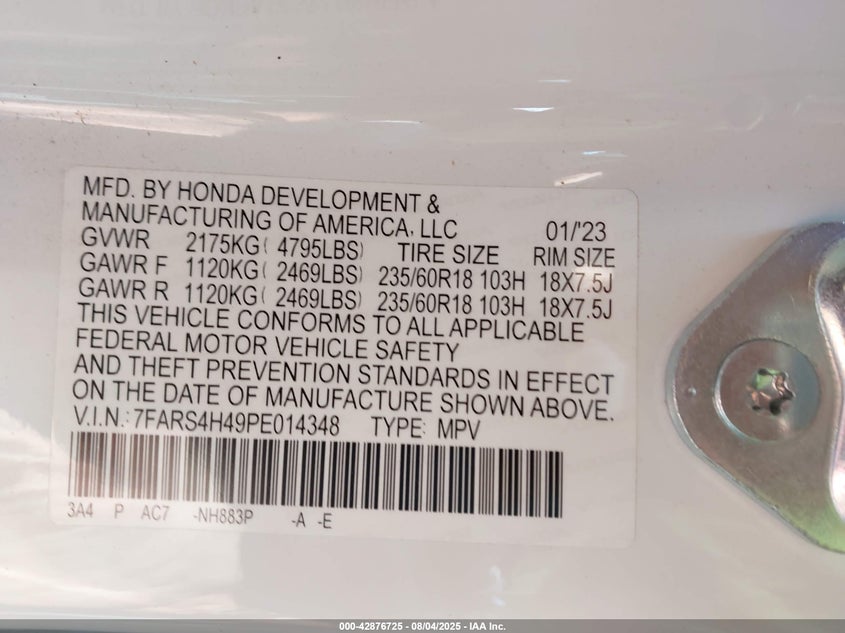 MFD. BY HONDA DEVELOPMENT &
MANUFACTURING OF AMERICA, LLC 01/'23
GVWR 2175KG( 4795LBS) TIRE SIZE RIM SIZE
GAWR F 1120KG( 2469LBS) 235/60R18 103H 18X7.5J
GAWR R 1120KG( 2469LBS) 235/60R18 103H 18X7.5J
THIS VEHICLE CONFORMS TO ALL APPLICABLE
FEDERAL MOTOR VEHICLE SAFETY
AND THEFT PREVENTION STANDARDS IN EFFECT
ON THE DATE OF MANUFACTURE SHOWN ABOVE.
V.I.N.: 7FARS4H49PE014348 TYPE: MPV
3A4 P AC7 -NH883P -A -E
000-42876725 - 08/04/2025 - IAA Inc.